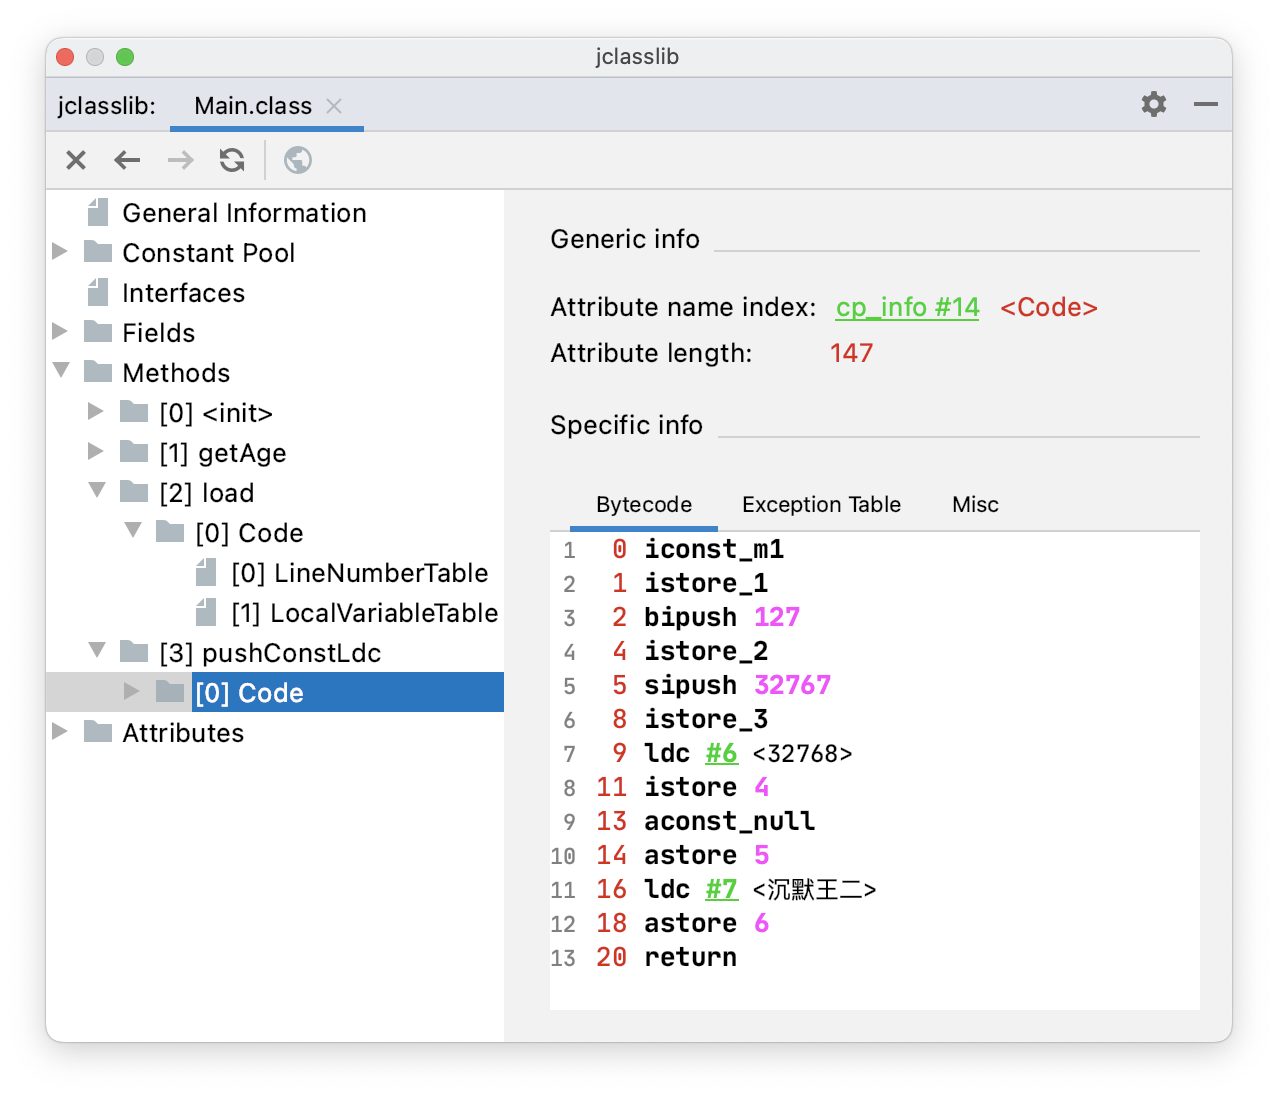 jclasslib
jclasslib: Main.class
General Information
Constant Pool
Interfaces
Fields
Methods
[0] <init>
[1] getAge
[2] load
[0] Code
[0] LineNumberTable
[1] LocalVariableTable
[3] pushConstLdc
[0] Code
Attributes
Generic info
Attribute name index: cp_info #14 <Code>
Attribute length: 147
Specific info
Bytecode Exception Table Misc
1 0 iconst_m1
2 1 istore_1
3 2 bipush 127
4 4 istore_2
5 5 sipush 32767
6 8 istore_3
7 9 ldc #6 <32768>
8 11 istore 4
9 13 aconst_null
10 14 astore 5
11 16 ldc #7 <沉默王二>
12 18 astore 6
13 20 return